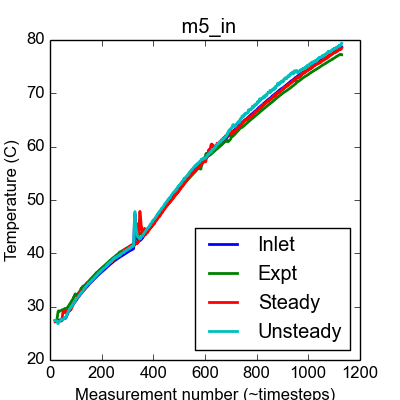 m5_in
Temperature (C)
80
70
60
50
40
30
20
0 200 400 600 800 1000 1200
Measurement number (~timesteps)
Inlet
Expt
Steady
Unsteady